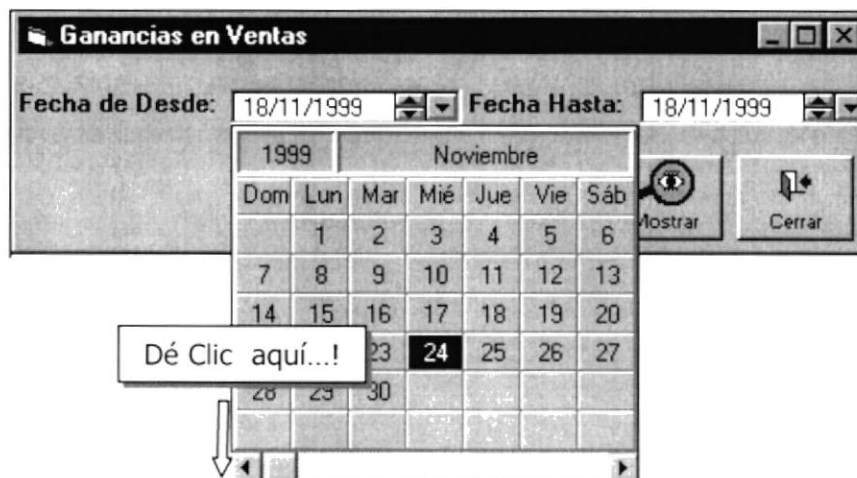 Ganancias en Ventas
Fecha de Desde: 18/11/1999 Fecha Hasta: 18/11/1999
1999 Noviembre
Dom Lun Mar Mié Jue Vie Sáb
1 2 3 4 5 6
7 8 9 10 11 12 13
14 15 16 17 18 19 20
23 24 25 26 27
28 29 30
Mostrar Cerrar
Dé Clic aquí...!